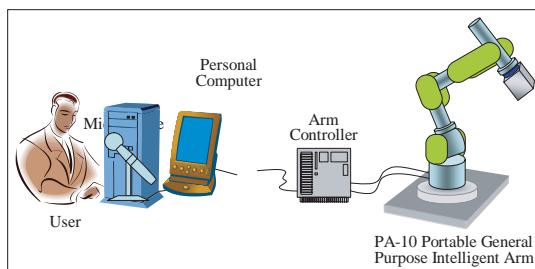 Personal
Computer
Arm
Controller
User
PA-10 Portable General
Purpose Intelligent Arm